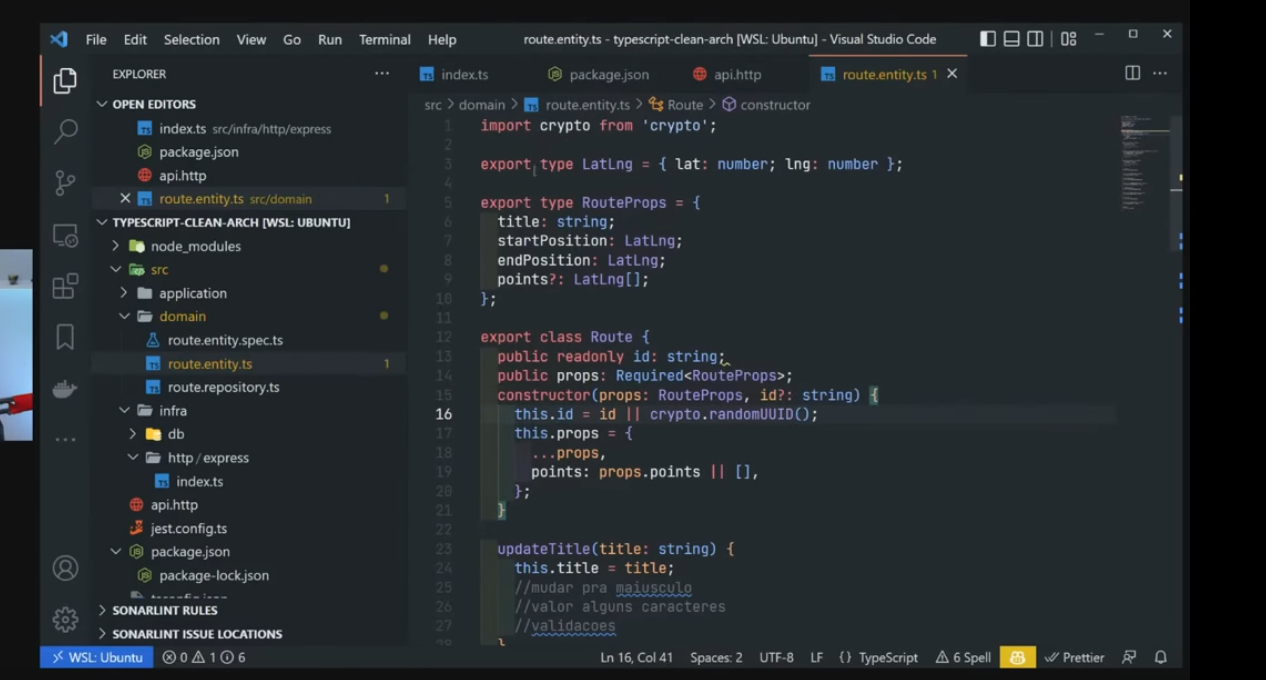 File Edit Selection View Go Run Terminal Help
route.entity.ts - typescript-clean-arch [WSL: Ubuntu] - Visual Studio Code
EXPLORER
OPEN EDITORS
index.ts src/infra/http/express
package.json
api.http
route.entity.ts src/domain 1
TYPESCRIPT-CLEAN-ARCH [WSL: UBUNTU]
node_modules
src
application
domain
route.entity.spec.ts
route.entity.ts 1
route.repository.ts
infra
db
http / express
index.ts
api.http
jest.config.ts
package.json
package-lock.json
SONARLINT RULES
SONARLINT ISSUE LOCATIONS
index.ts package.json api.http route.entity.ts 1
src > domain > route.entity.ts > Route > constructor
1 import crypto from 'crypto';
2
3 export type LatLng = { lat: number; lng: number };
4
5 export type RouteProps = {
6 title: string;
7 startPosition: LatLng;
8 endPosition: LatLng;
9 points?: LatLng[];
10 };
11
12 export class Route {
13 public readonly id: string;
14 public props: Required<RouteProps>;
15 constructor(props: RouteProps, id?: string) {
16 this.id = id || crypto.randomUUID();
17 this.props = {
18 ...props,
19 points: props.points || [],
20 };
21 }
22
23 updateTitle(title: string) {
24 this.title = title;
25 //mudar pra maiusculo
26 //valor alguns caracteres
27 //validacoes
WSL: Ubuntu 0 1 6 Ln 16, Col 41 Spaces: 2 UTF-8 LF {} TypeScript 6 Spell Prettier